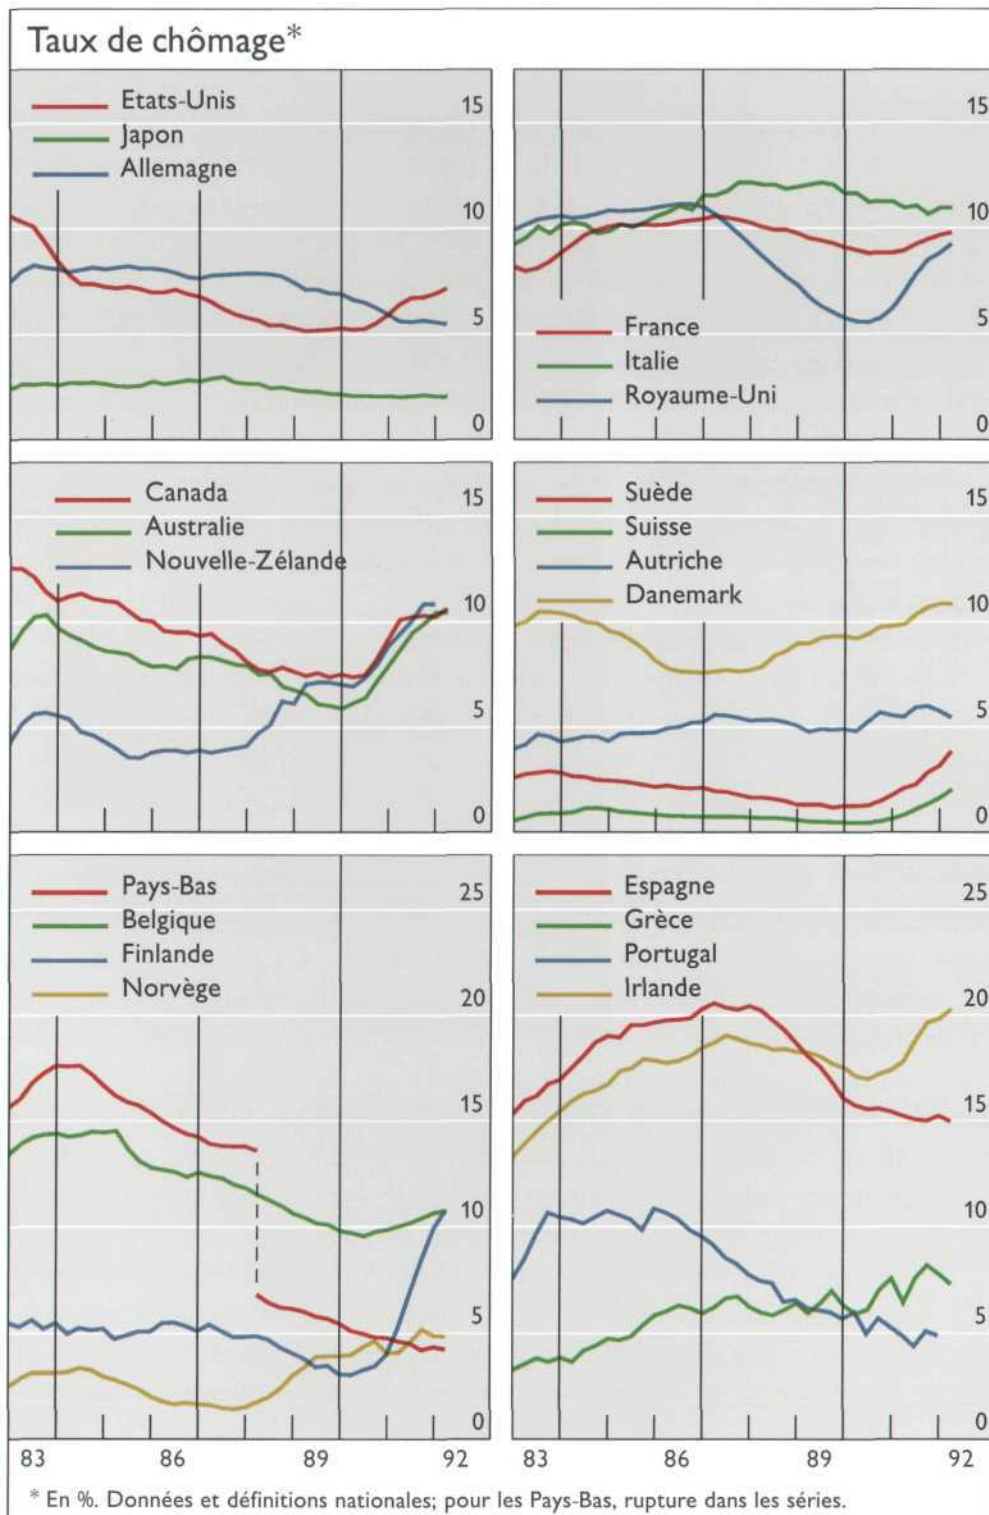 Taux de chômage*
Etats-Unis
Japon
Allemagne
15
10
5
0
France
Italie
Royaume-Uni
15
10
5
0
Canada
Australie
Nouvelle-Zélande
15
10
5
0
Suède
Suisse
Autriche
Danemark
15
10
5
0
Pays-Bas
Belgique
Finlande
Norvège
25
20
15
10
5
0
Espagne
Grèce
Portugal
Irlande
25
20
15
10
5
0
83 86 89 92 83 86 89 92
* En %. Données et définitions nationales; pour les Pays-Bas, rupture dans les séries.